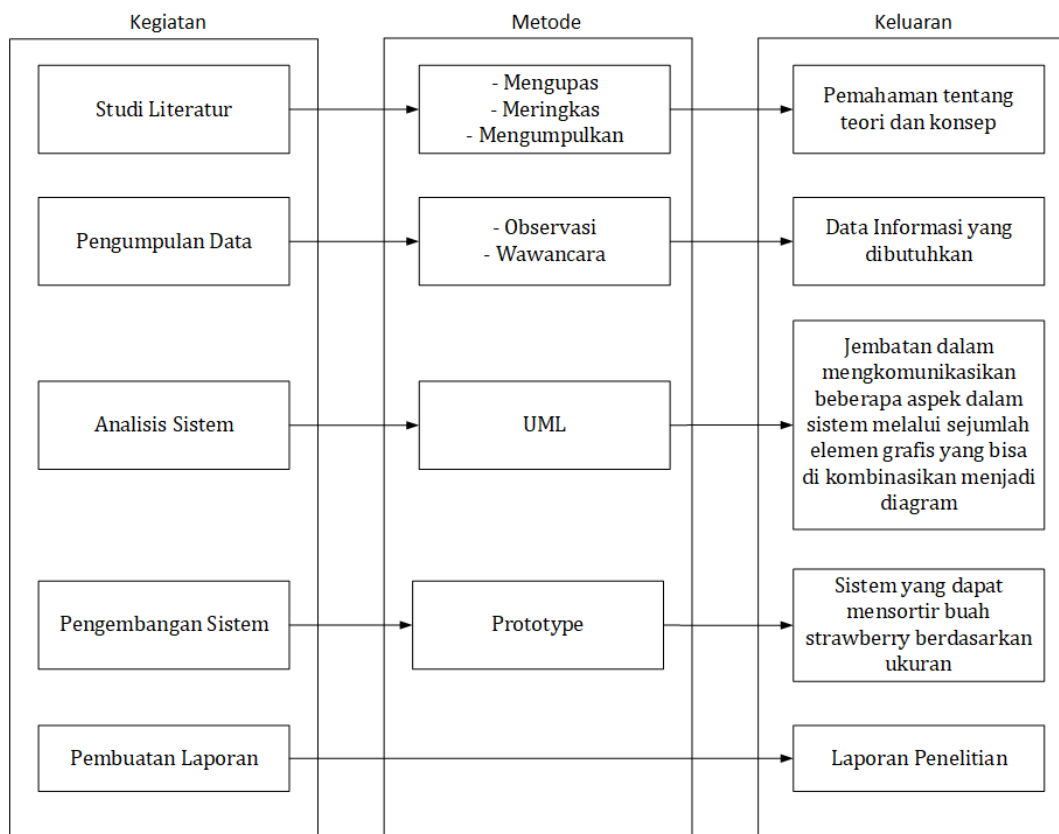 Kegiatan
Metode
Keluaran
Studi Literatur
- Mengupas
- Meringkas
- Mengumpulkan
Pemahaman tentang
teori dan konsep
Pengumpulan Data
- Observasi
- Wawancara
Data Informasi yang
dibutuhkan
Analisis Sistem
UML
Jembatan dalam
mengkomunikasikan
beberapa aspek dalam
sistem melalui sejumlah
elemen grafis yang bisa
di kombinasikan menjadi
diagram
Pengembangan Sistem
Prototype
Sistem yang dapat
mensortir buah
strawberry berdasarkan
ukuran
Pembuatan Laporan
Laporan Penelitian